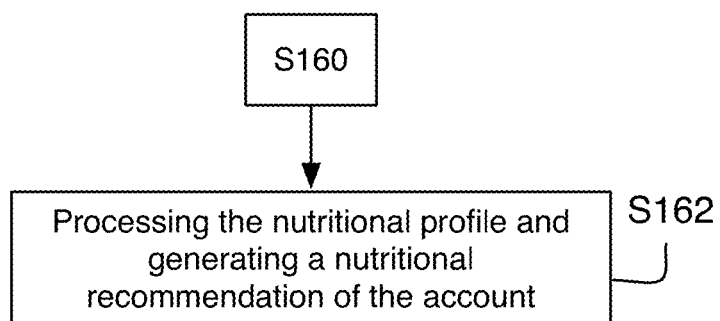 S160
Processing the nutritional profile and
generating a nutritional
recommendation of the account
S162